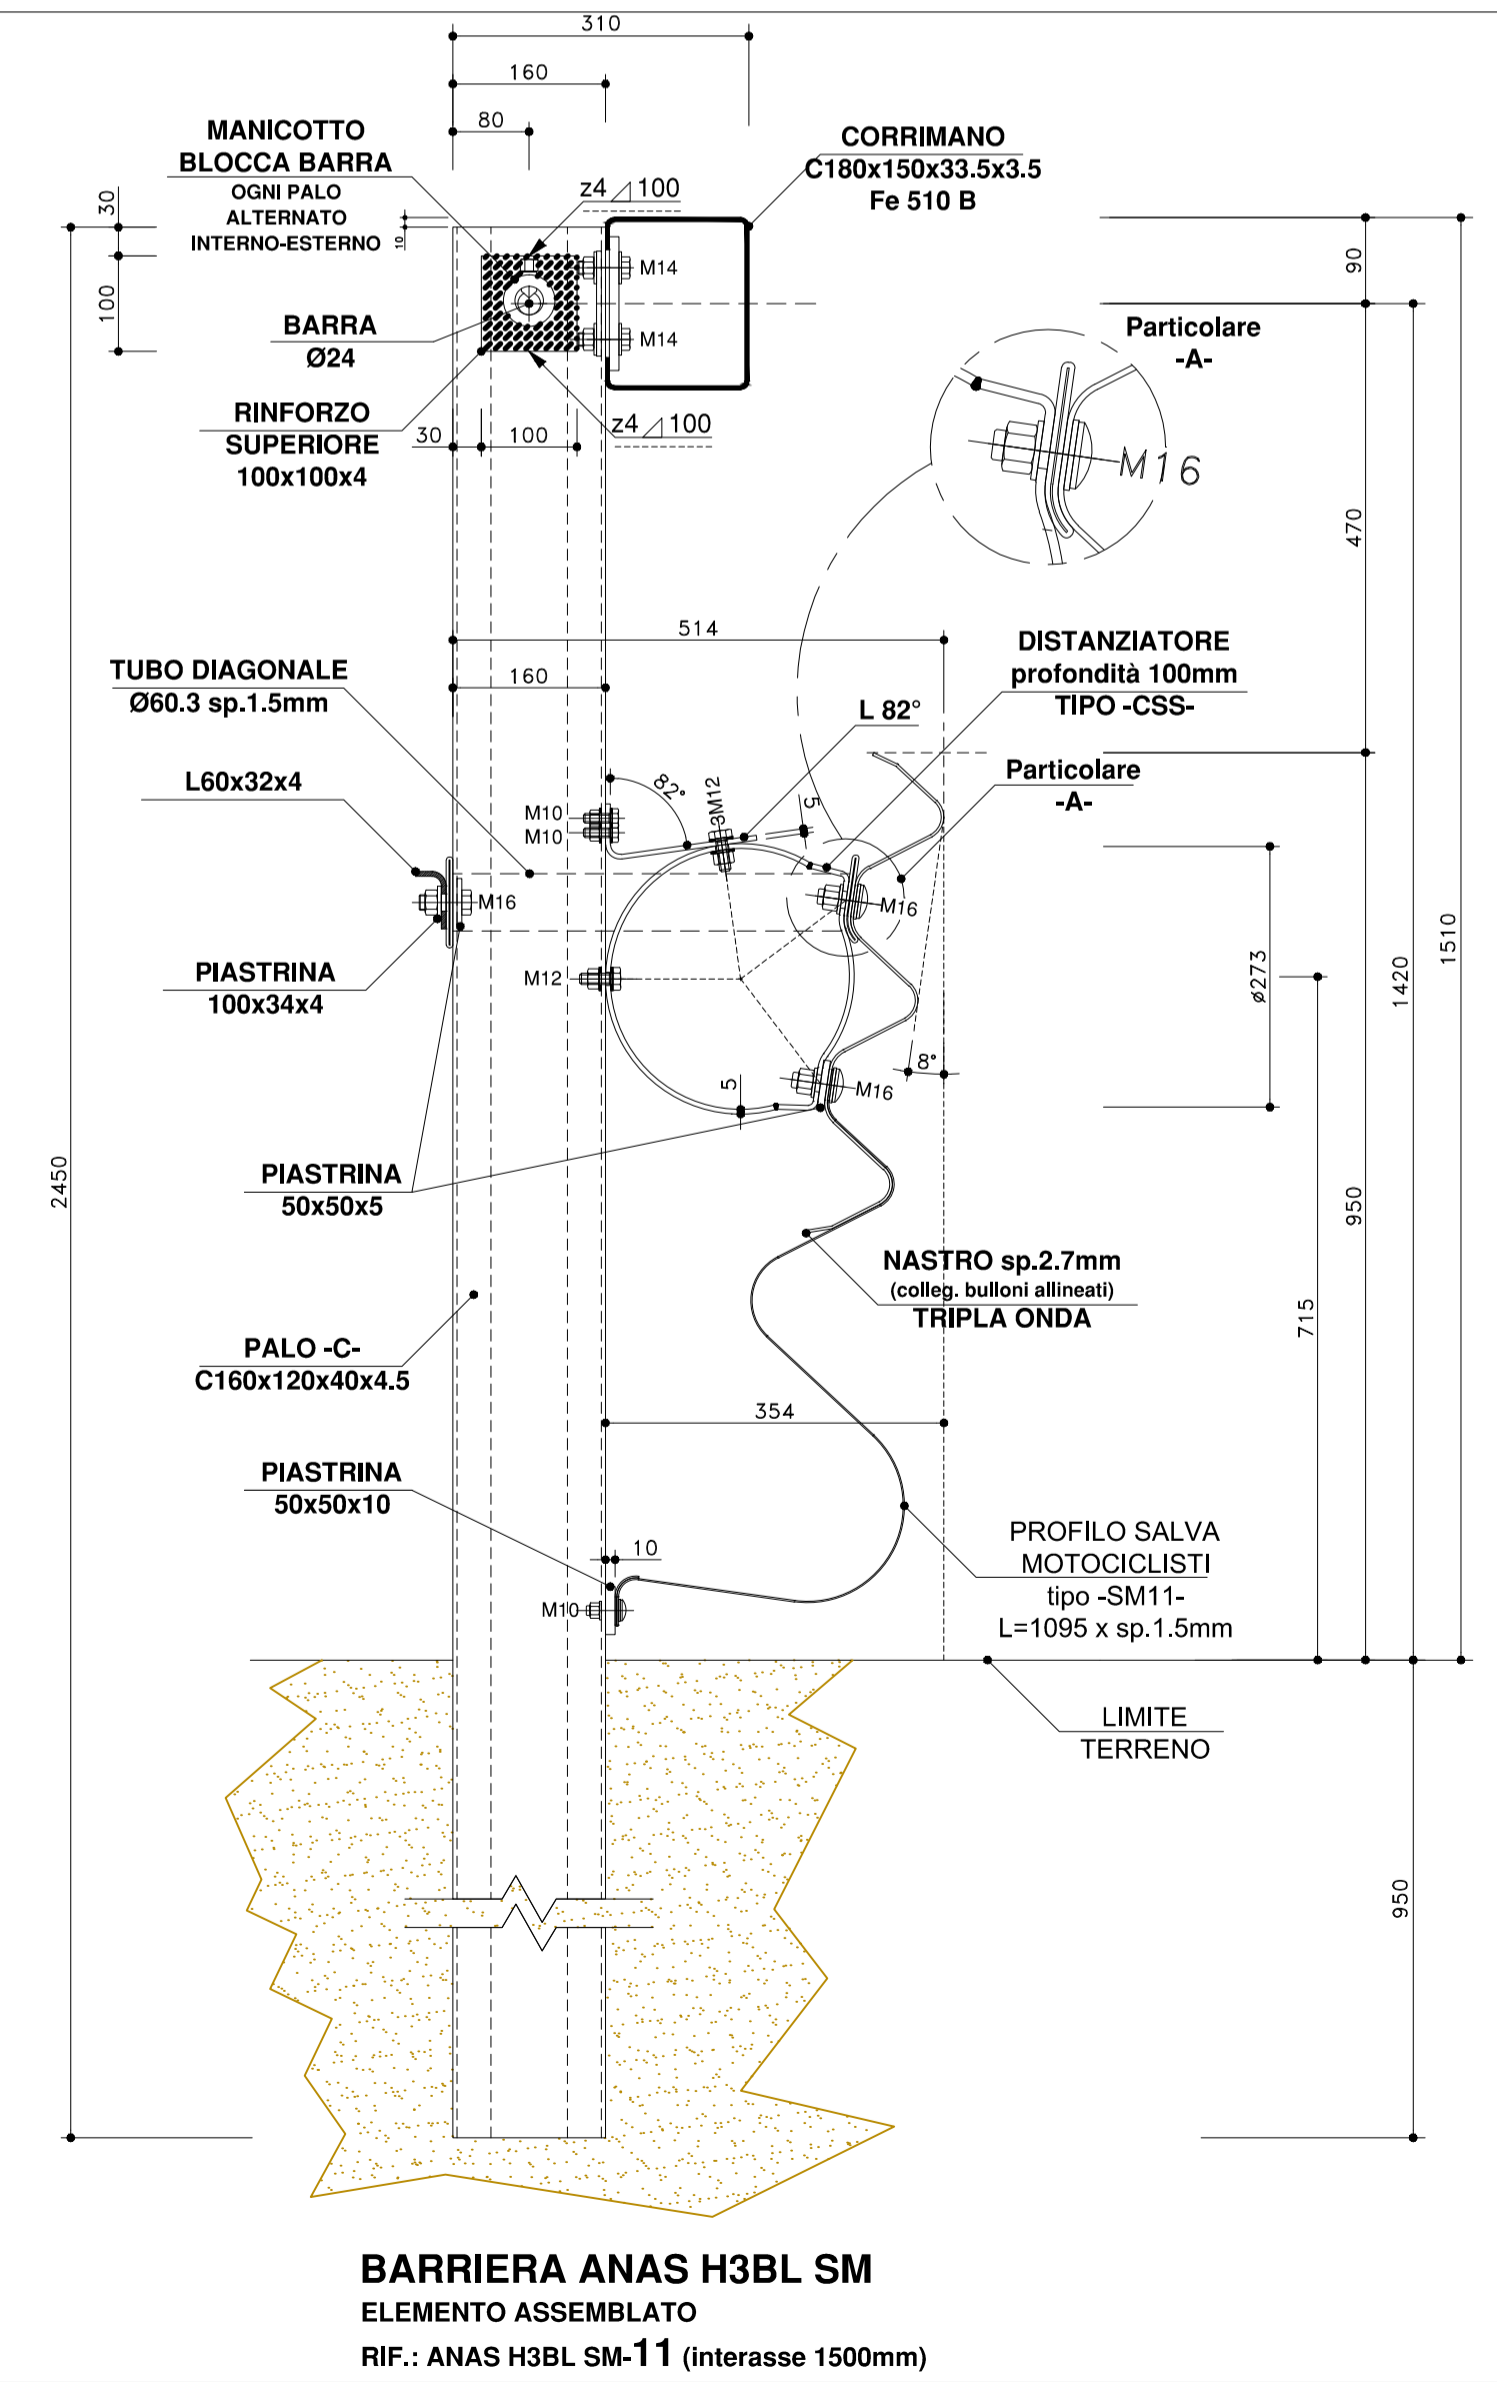 310
160
80
MANICOTTO
BLOCCA BARRA
OGNI PALO
ALTERNATO
INTERNO-ESTERNO
30
10
100
z4 100
CORRIMANO
C180x150x33.5x3.5
Fe 510 B
M14
M14
BARRA
Ø24
RINFORZO
SUPERIORE
100x100x4
30
100
z4 100
90
Particolare
-A-
M16
470
514
160
TUBO DIAGONALE
Ø60.3 sp.1.5mm
DISTANZIATORE
profondità 100mm
TIPO -CSS-
L 82°
L60x32x4
82°
3M12
5
M10
M10
Particolare
-A-
M16
M16
PIASTRINA
100x34x4
M12
ø273
1420
1510
8°
5
M16
PIASTRINA
50x50x5
2450
950
NASTRO sp.2.7mm
(colleg. bulloni allineati)
TRIPLA ONDA
715
PALO -C-
C160x120x40x4.5
354
PIASTRINA
50x50x10
10
M10
PROFILO SALVA
MOTOCICLISTI
tipo -SM11-
L=1095 x sp.1.5mm
LIMITE
TERRENO
950
BARRIERA ANAS H3BL SM
ELEMENTO ASSEMBLATO
RIF.: ANAS H3BL SM-11 (interasse 1500mm)